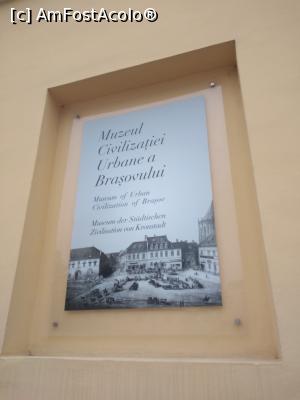 [c] AmFostAcolo®
Muzeul
Civilizației
Urbane a
Brașovului
Museum of Urban
Civilization of Brașov
Museum der Städtischen
Zivilisation von Kronstadt